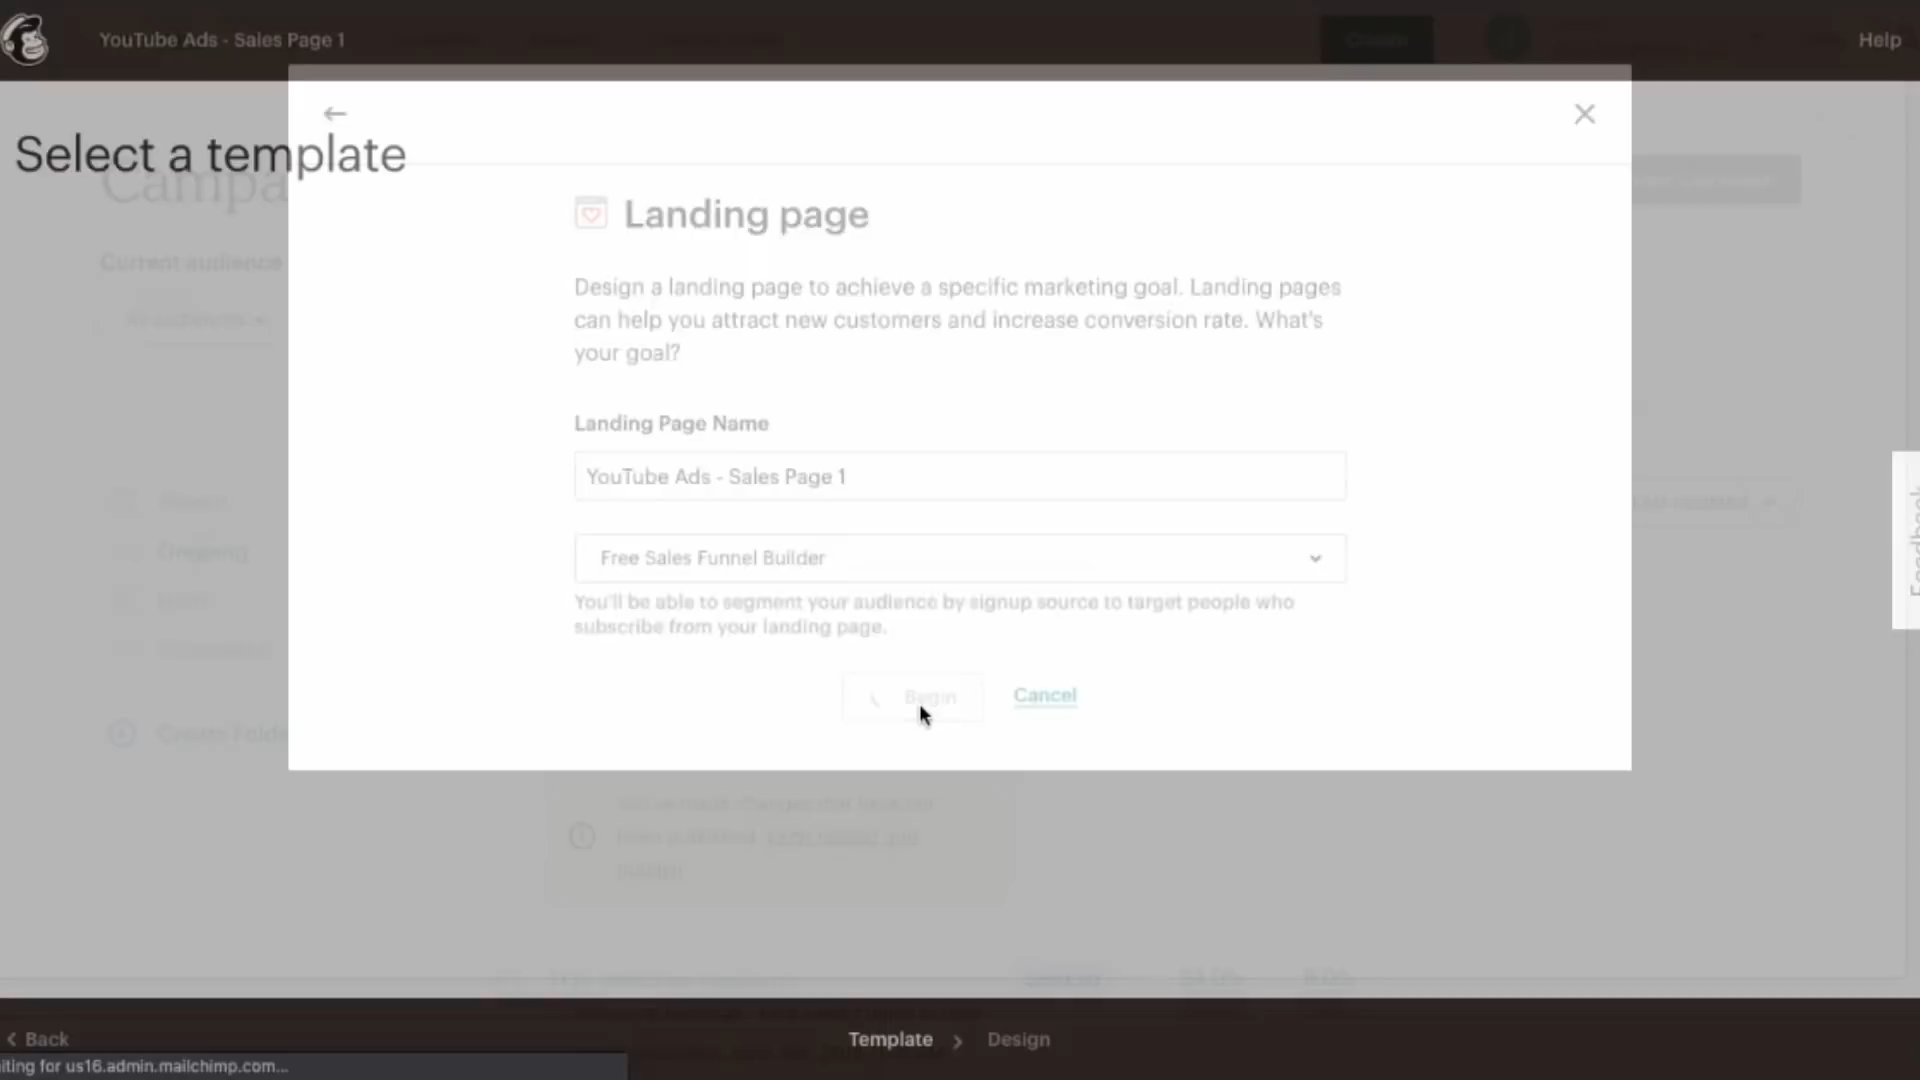 YouTube Ads - Sales Page 1
Help
Select a template
Campa
Current audience
Landing page
Design a landing page to achieve a specific marketing goal. Landing pages
can help you attract new customers and increase conversion rate. What's
your goal?
Landing Page Name
YouTube Ads - Sales Page 1
Free Sales Funnel Builder
You'll be able to segment your audience by signup source to target people who
subscribe from your landing page.
Begin
Cancel
Ongoing
Create Folde
Feedback
Back
Template
Design
iting for us16.admin.mailchimp.com...